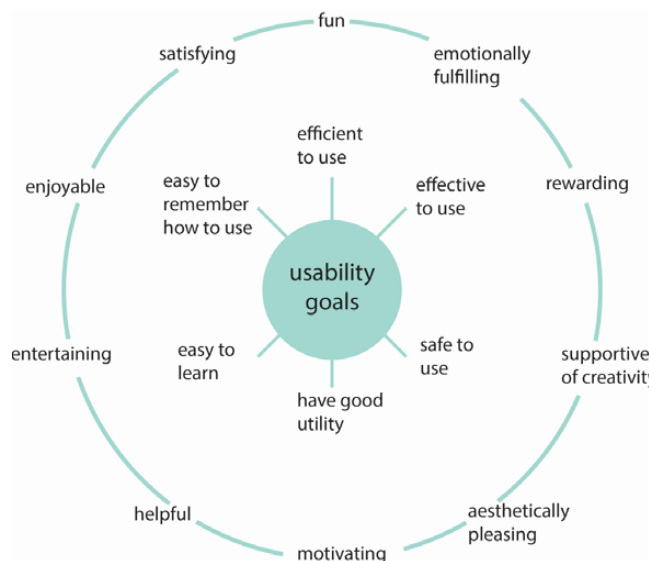 fun
satisfying
emotionally
fulfilling
efficient
to use
easy to
remember
how to use
effective
to use
enjoyable
rewarding
usability
goals
entertaining
easy to
learn
safe to
use
supportive
of creativity
have good
utility
helpful
aesthetically
pleasing
motivating